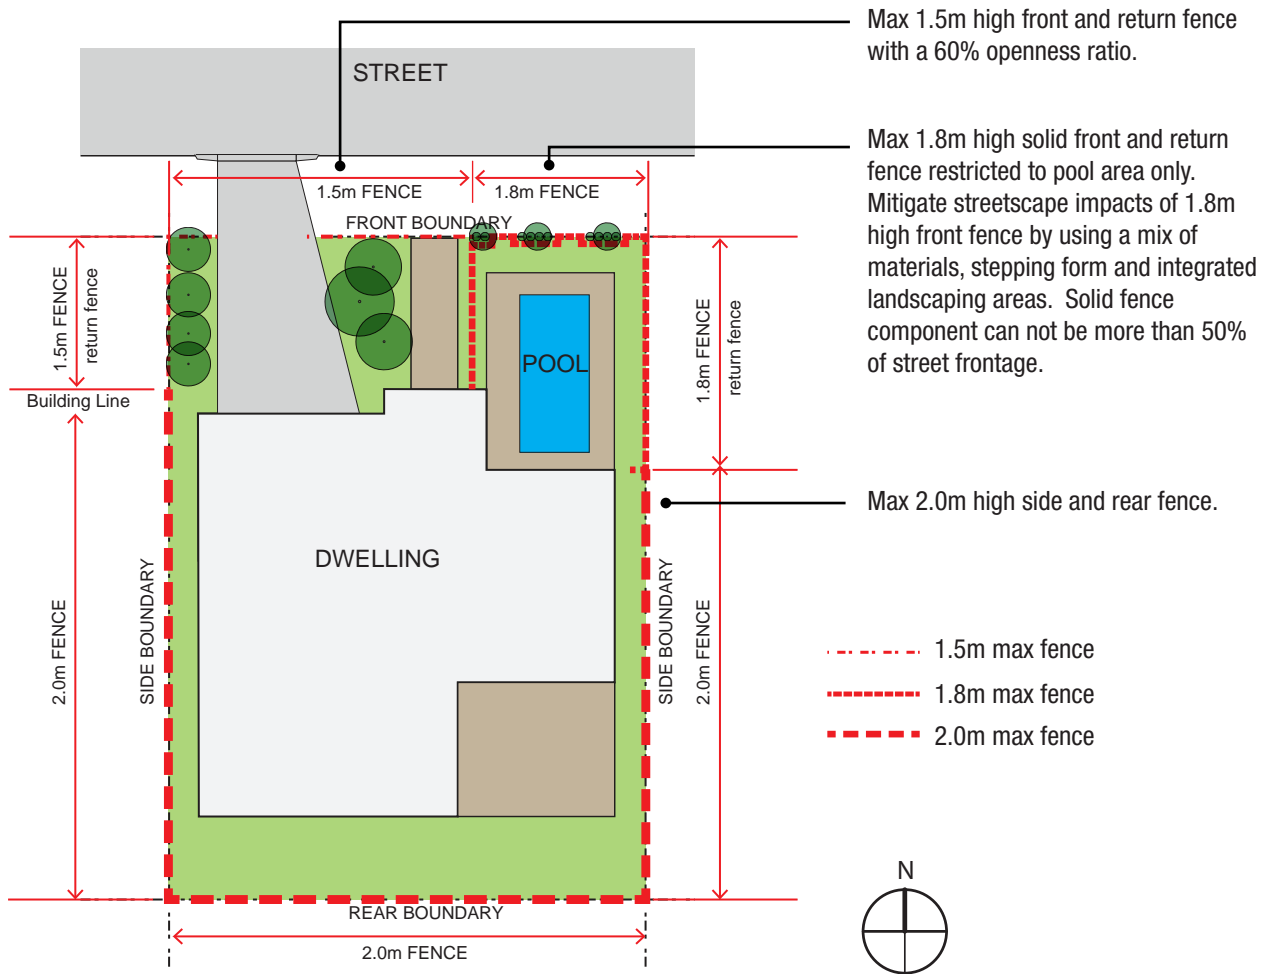 Max 1.5m high front and return fence
with a 60% openness ratio.
STREET
Max 1.8m high solid front and return
fence restricted to pool area only.
Mitigate streetscape impacts of 1.8m
high front fence by using a mix of
materials, stepping form and integrated
landscaping areas.  Solid fence
component can not be more than 50%
of street frontage.
1.5m FENCE
1.8m FENCE
FRONT BOUNDARY
1.5m FENCE
return fence
POOL
1.8m FENCE
return fence
Building Line
Max 2.0m high side and rear fence.
DWELLING
2.0m FENCE
SIDE BOUNDARY
SIDE BOUNDARY
2.0m FENCE
1.5m max fence
1.8m max fence
2.0m max fence
N
REAR BOUNDARY
2.0m FENCE